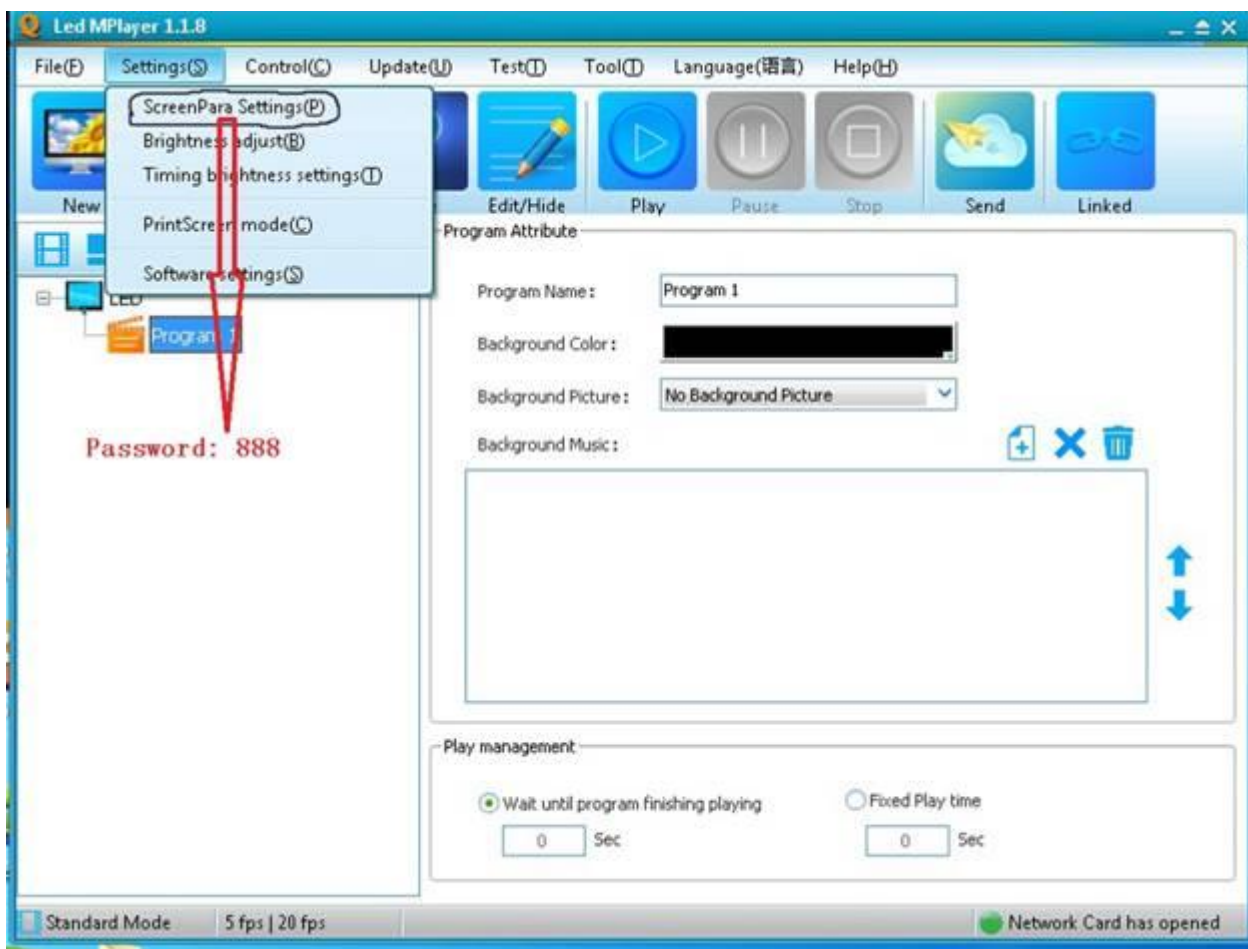 Led MPlayer 1.1.8
File(F) Settings(S) Control(C) Update(U) Test(T) Tool(T) Language(语言) Help(H)
ScreenPara Settings(P)
Brightness adjust(B)
Timing brightness settings(T)
PrintScreen mode(C)
Software settings(S)
New Edit/Hide Play Pause Stop Send Linked
LED
Program 1
Password: 888
Program Attribute
Program Name: Program 1
Background Color:
Background Picture: No Background Picture
Background Music:
Play management
Wait until program finishing playing Fixed Play time
0 Sec 0 Sec
Standard Mode 5 fps | 20 fps Network Card has opened